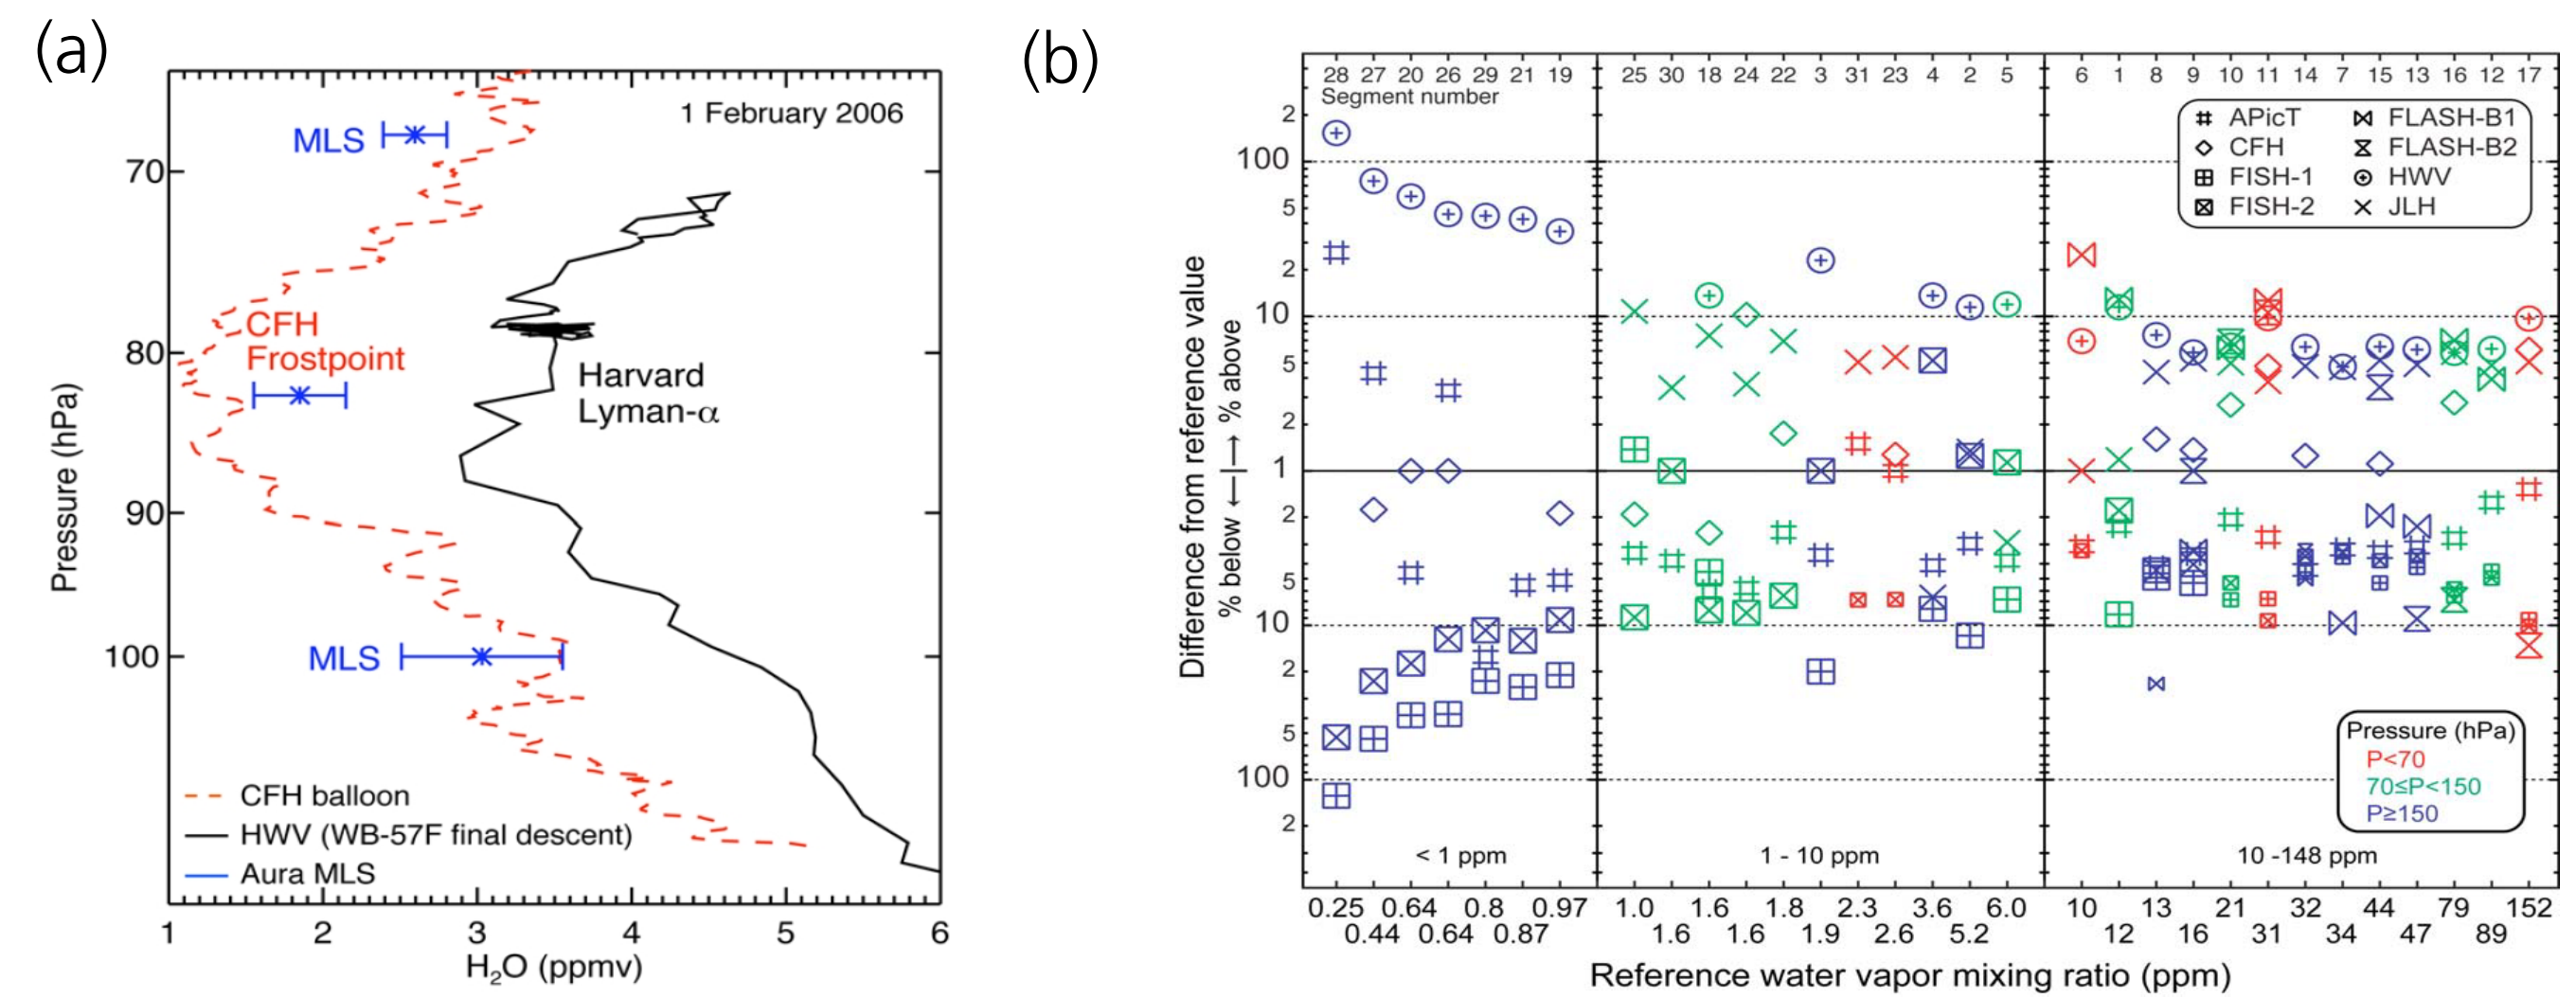 (a)
1 February 2006
MLS
70
CFH
Frostpoint
80
Harvard
Lyman-α
90
MLS
100
Pressure (hPa)
CFH balloon
HWV (WB-57F final descent)
Aura MLS
1 2 3 4 5 6
H₂O (ppmv)
(b)
28 27 20 26 29 21 19 25 30 18 24 22 3 31 23 4 2 5 6 1 8 9 10 11 14 7 15 13 16 12 17
Segment number
APicT FLASH-B1
CFH FLASH-B2
FISH-1 HWV
FISH-2 JLH
2
100
5
2
10
5
2
1
2
5
10
2
5
100
2
Difference from reference value
% below ←|→ % above
Pressure (hPa)
P<70
70≤P<150
P≥150
< 1 ppm 1 - 10 ppm 10 -148 ppm
0.25 0.64 0.8 0.97 1.0 1.6 1.8 2.3 3.6 6.0 10 13 21 32 44 79 152
0.44 0.64 0.87 1.6 1.6 1.9 2.6 5.2 12 16 31 34 47 89
Reference water vapor mixing ratio (ppm)